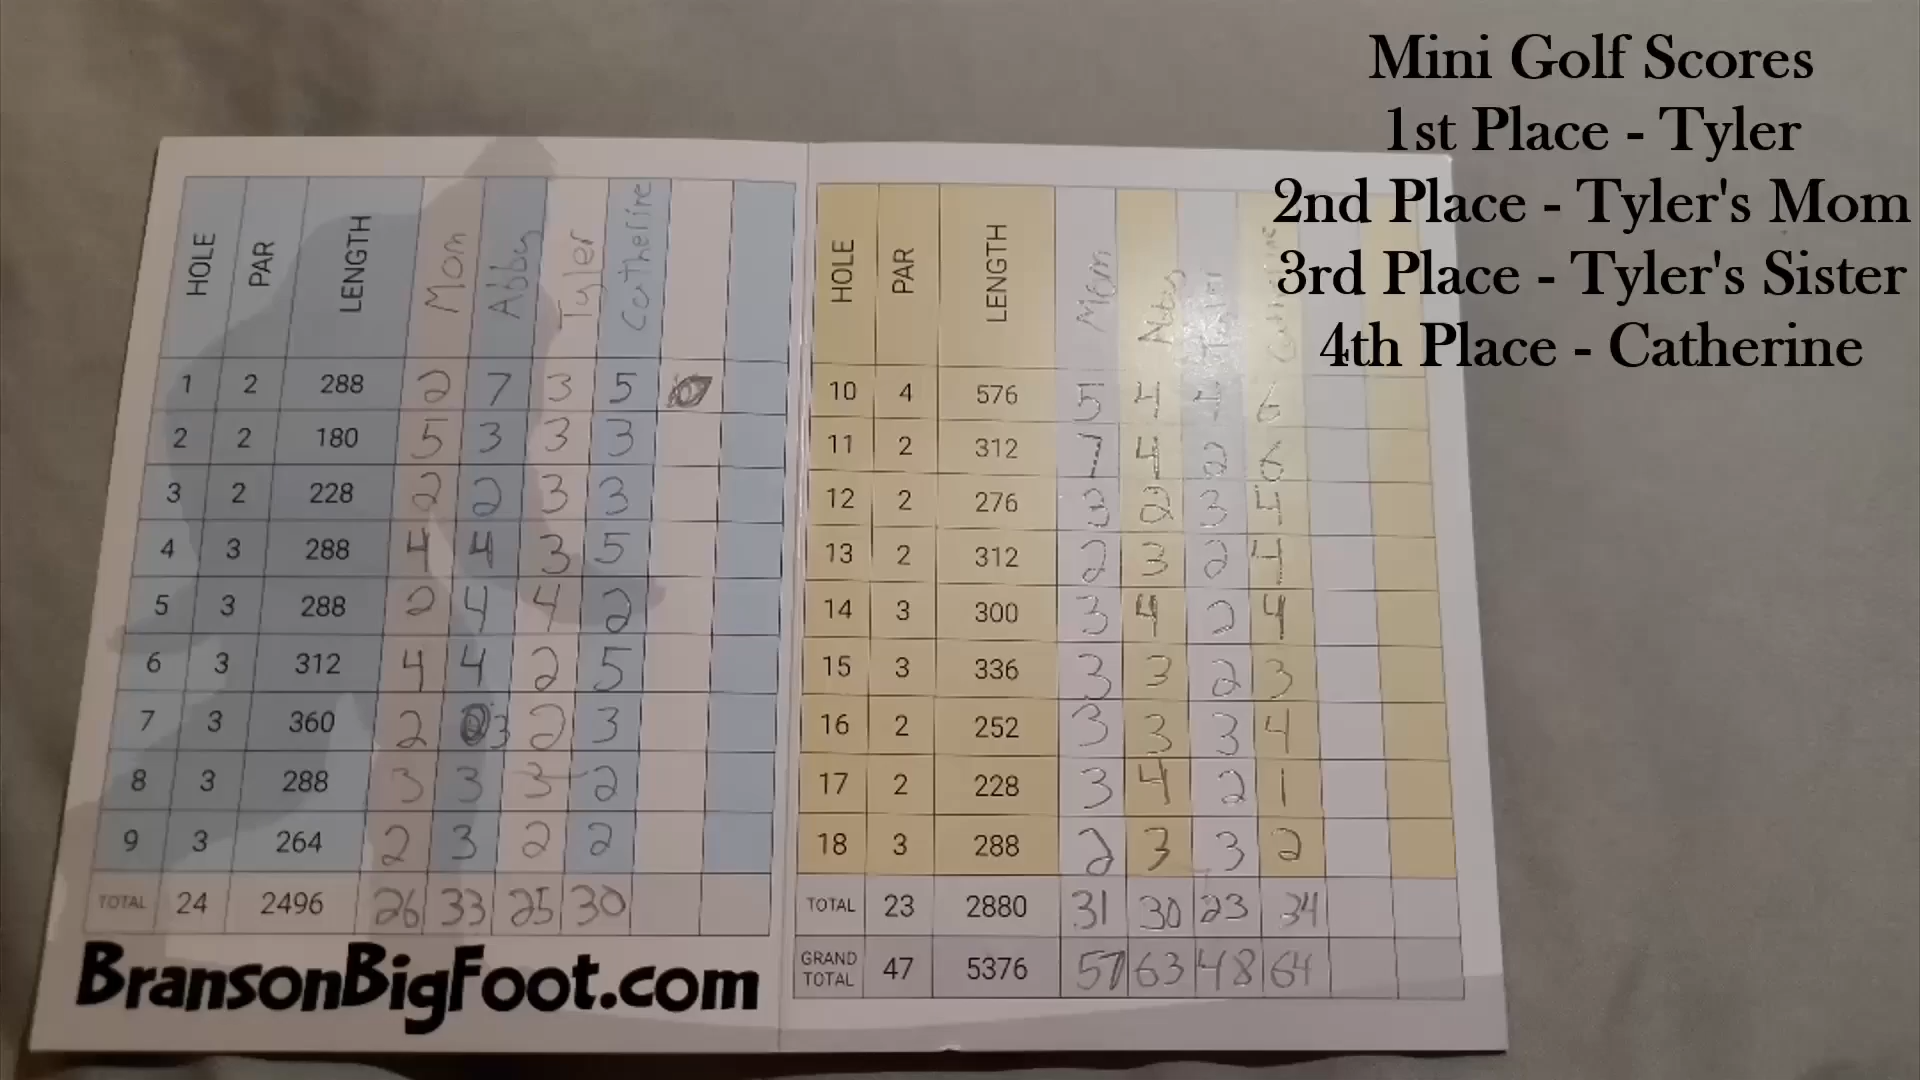 Mini Golf Scores
1st Place - Tyler
2nd Place - Tyler's Mom
3rd Place - Tyler's Sister
4th Place - Catherine
HOLE PAR LENGTH Mom Abby Tyler Catherine
1 2 288 2 7 3 5
2 2 180 5 3 3 3
3 2 228 2 2 3 3
4 3 288 4 4 3 5
5 3 288 2 4 4 2
6 3 312 4 4 2 5
7 3 360 2 3 2 3
8 3 288 3 3 3 2
9 3 264 2 3 2 2
TOTAL 24 2496 26 33 25 30
BransonBigFoot.com
HOLE PAR LENGTH Mom Abby Tyler Catherine
10 4 576 5 4 4 6
11 2 312 7 4 2 6
12 2 276 3 2 3 4
13 2 312 2 3 2 4
14 3 300 3 4 2 4
15 3 336 3 3 2 3
16 2 252 3 3 3 4
17 2 228 3 4 2 1
18 3 288 2 3 3 2
TOTAL 23 2880 31 30 23 34
GRAND TOTAL 47 5376 57 63 48 64